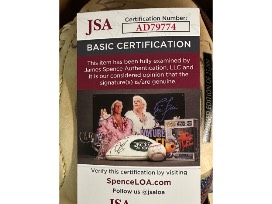 JSA
Certification Number:
AD79774
BASIC CERTIFICATION
This item has been fully examined by
James Spence Authentication, LLC and
it is our considered opinion that the
signature(s) is/are genuine.
Verify this certification by visiting
SpenceLOA.com
Follow us @jsaloa
JSA